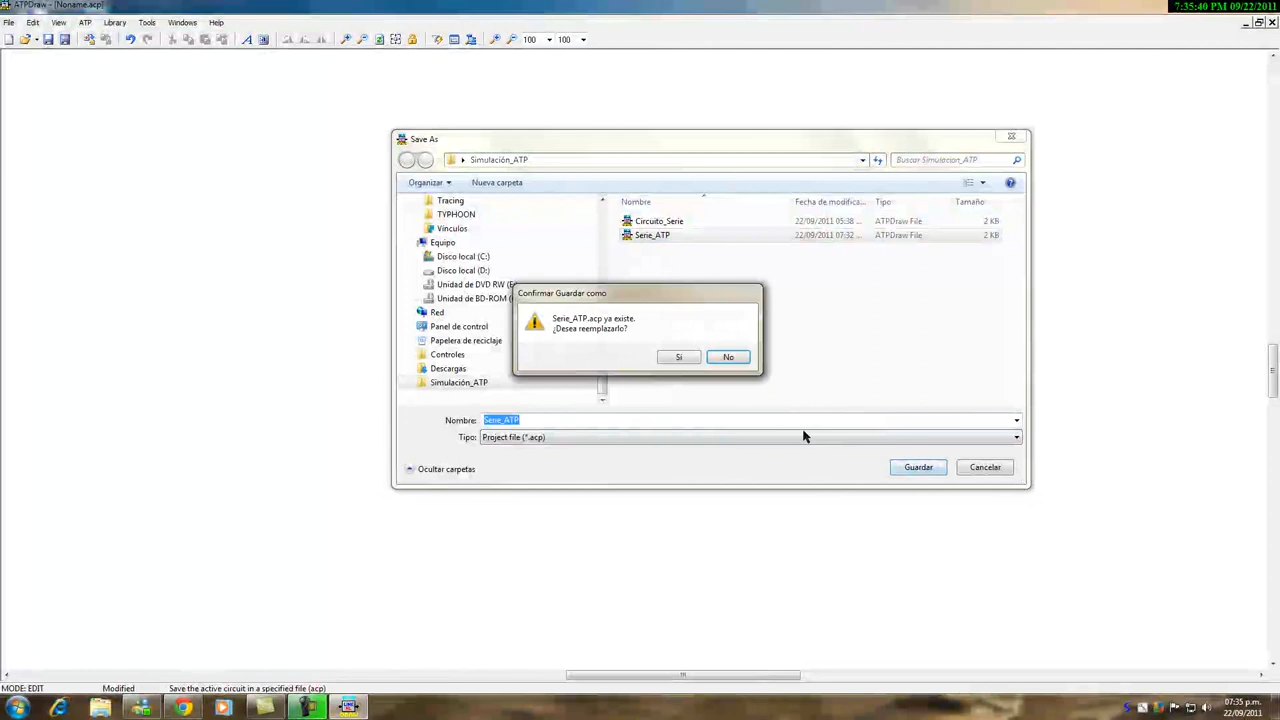 ATPDraw - [Noname.acp]
7:35:40 PM 09/22/2011
File Edit View ATP Library Tools Windows Help
100 100
Save As
Simulación_ATP
Buscar Simulación_ATP
Organizar Nueva carpeta
Nombre Fecha de modifica... Tipo Tamaño
Tracing
TYPHOON
Vínculos
Equipo
Disco local (C:)
Disco local (D:)
Unidad de DVD RW (E
Unidad de BD-ROM (
Red
Panel de control
Papelera de reciclaje
Controles
Descargas
Simulación_ATP
Circuito_Serie 22/09/2011 05:38 ... ATPDraw File 2 KB
Serie_ATP 22/09/2011 07:32 ... ATPDraw File 2 KB
Confirmar Guardar como
Serie_ATP.acp ya existe.
¿Desea reemplazarlo?
Sí No
Nombre: Serie_ATP
Tipo: Project file (*.acp)
Ocultar carpetas
Guardar Cancelar
MODE: EDIT Modified Save the active circuit in a specified file (acp)
07:35 p.m.
22/09/2011